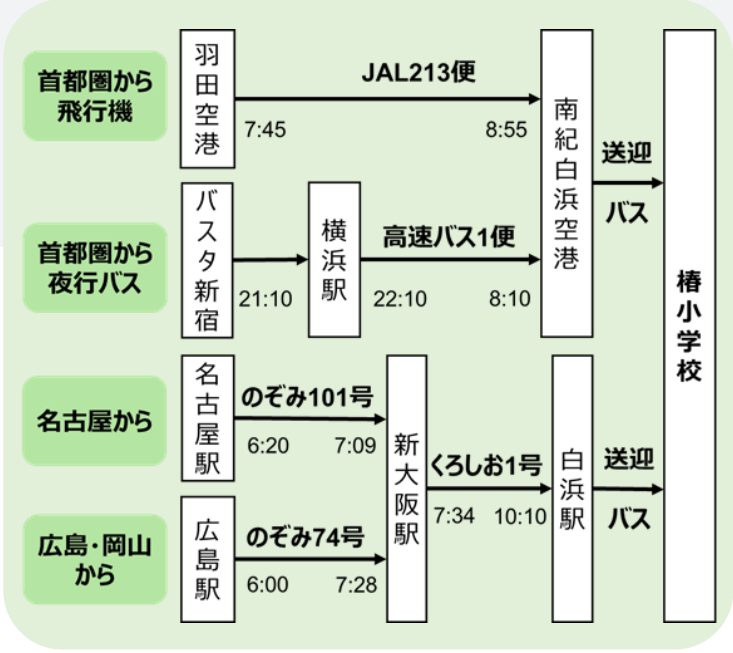 首都圏から
飛行機
羽田空港
JAL213便
7:45
8:55
南紀白浜空港
送迎
バス
椿小学校
首都圏から
夜行バス
バスタ新宿
21:10
横浜駅
高速バス1便
22:10
8:10
名古屋から
名古屋駅
のぞみ101号
6:20
7:09
新大阪駅
くろしお1号
7:34
10:10
白浜駅
送迎
バス
広島・岡山
から
広島駅
のぞみ74号
6:00
7:28